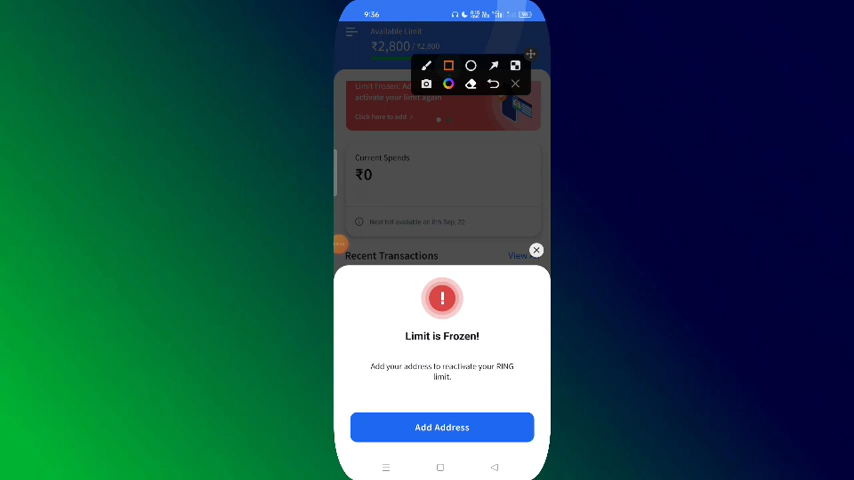 9:36
Available Limit
₹2,800 / ₹2,800
Limit Frozen. Ad
activate your limit again
Click here to edit >
Current Spends
₹0
Next bill available on 8th Sep, 22
Recent Transactions
View
Limit is Frozen!
Add your address to reactivate your RING
limit.
Add Address